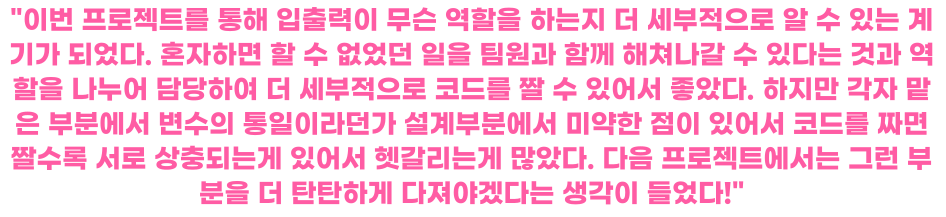 "이번 프로젝트를 통해 입출력이 무슨 역할을 하는지 더 세부적으로 알 수 있는 계
기가 되었다. 혼자하면 할 수 없었던 일을 팀원과 함께 해쳐나갈 수 있다는 것과 역
할을 나누어 담당하여 더 세부적으로 코드를 짤 수 있어서 좋았다. 하지만 각자 맡
은 부분에서 변수의 통일이라던가 설계부분에서 미약한 점이 있어서 코드를 짜면
짤수록 서로 상충되는게 있어서 헷갈리는게 많았다. 다음 프로젝트에서는 그런 부
분을 더 탄탄하게 다져야겠다는 생각이 들었다!"